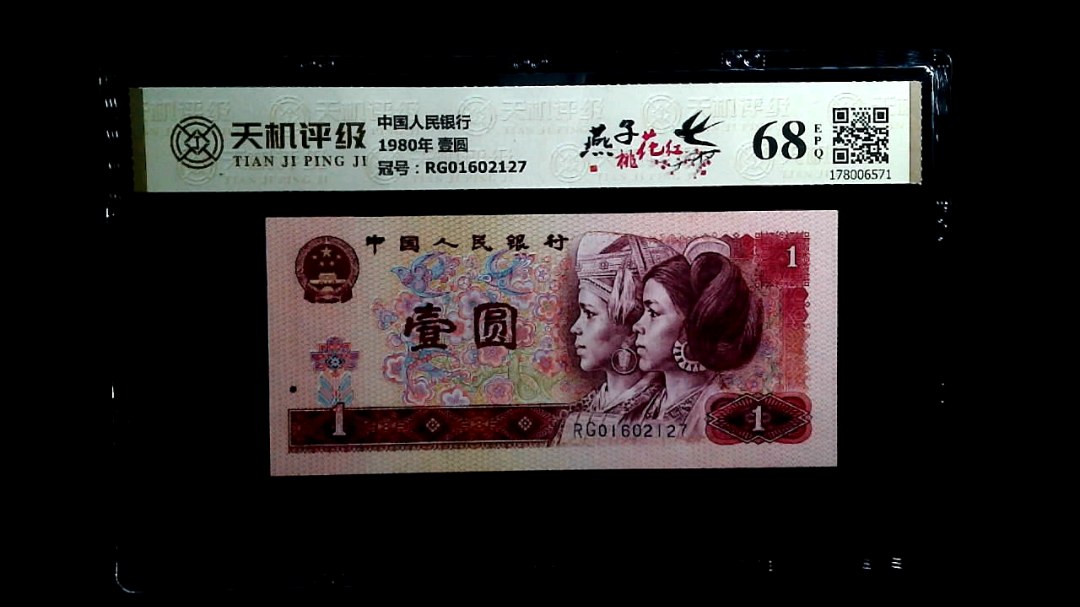 天机评级
TIAN JI PING JI
中国人民银行
1980年 壹圆
冠号：RG01602127
燕子
桃花红
68
EPQ
178006571
中国人民银行
1
壹圆
1
RG01602127
1